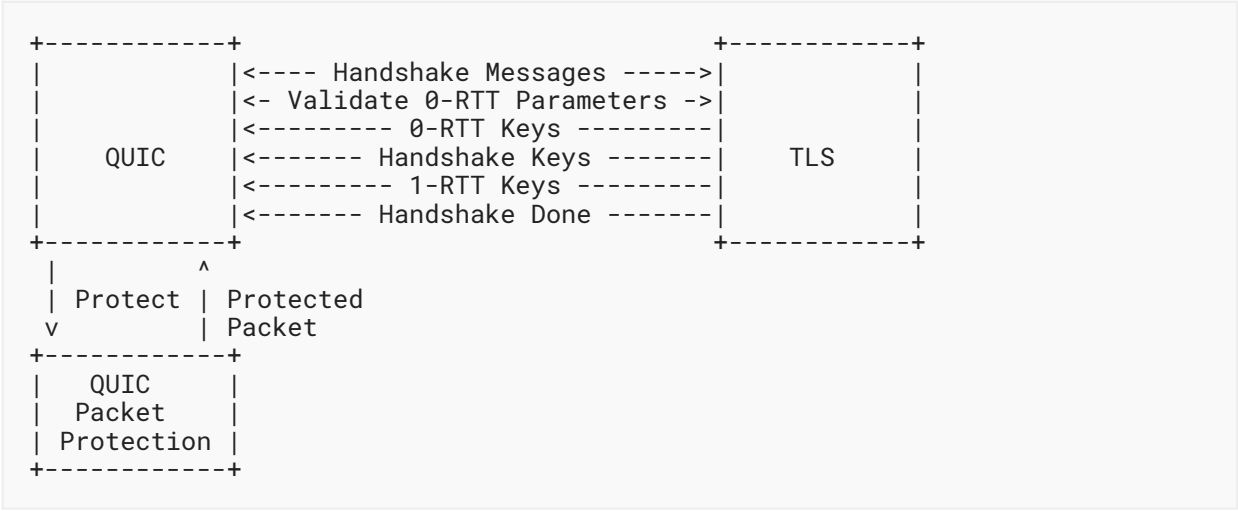 +------------+                               +------------+
|            |<---- Handshake Messages ----->|            |
|            |<- Validate 0-RTT Parameters ->|            |
|            |<--------- 0-RTT Keys ---------|            |
|    QUIC    |<------- Handshake Keys -------|    TLS     |
|            |<--------- 1-RTT Keys ---------|            |
|            |<------- Handshake Done -------|            |
+------------+                               +------------+
 |         ^
 | Protect | Protected
 v         | Packet
+------------+
|   QUIC     |
|  Packet    |
| Protection |
+------------+